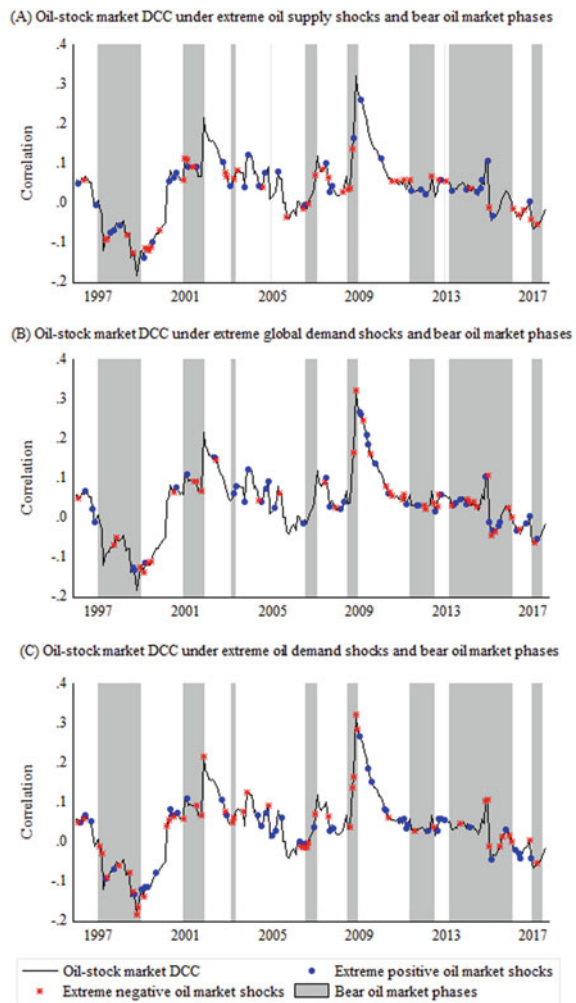 (A) Oil-stock market DCC under extreme oil supply shocks and bear oil market phases
.4
.3
.2
.1
.0
-.1
-.2
Correlation
1997 2001 2005 2009 2013 2017
(B) Oil-stock market DCC under extreme global demand shocks and bear oil market phases
.4
.3
.2
.1
.0
-.1
-.2
Correlation
1997 2001 2005 2009 2013 2017
(C) Oil-stock market DCC under extreme oil demand shocks and bear oil market phases
.4
.3
.2
.1
.0
-.1
-.2
Correlation
1997 2001 2005 2009 2013 2017
Oil-stock market DCC Extreme positive oil market shocks
Extreme negative oil market shocks Bear oil market phases